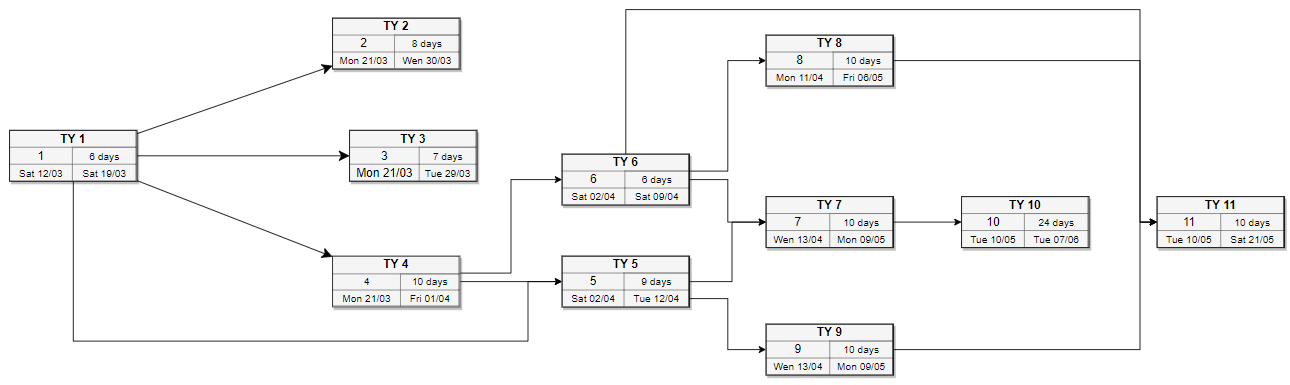 TY 1
1 6 days
Sat 12/03 Sat 19/03
TY 2
2 8 days
Mon 21/03 Wen 30/03
TY 3
3 7 days
Mon 21/03 Tue 29/03
TY 4
4 10 days
Mon 21/03 Fri 01/04
TY 6
6 6 days
Sat 02/04 Sat 09/04
TY 5
5 9 days
Sat 02/04 Tue 12/04
TY 8
8 10 days
Mon 11/04 Fri 06/05
TY 7
7 10 days
Wen 13/04 Mon 09/05
TY 9
9 10 days
Wen 13/04 Mon 09/05
TY 10
10 24 days
Tue 10/05 Tue 07/06
TY 11
11 10 days
Tue 10/05 Sat 21/05